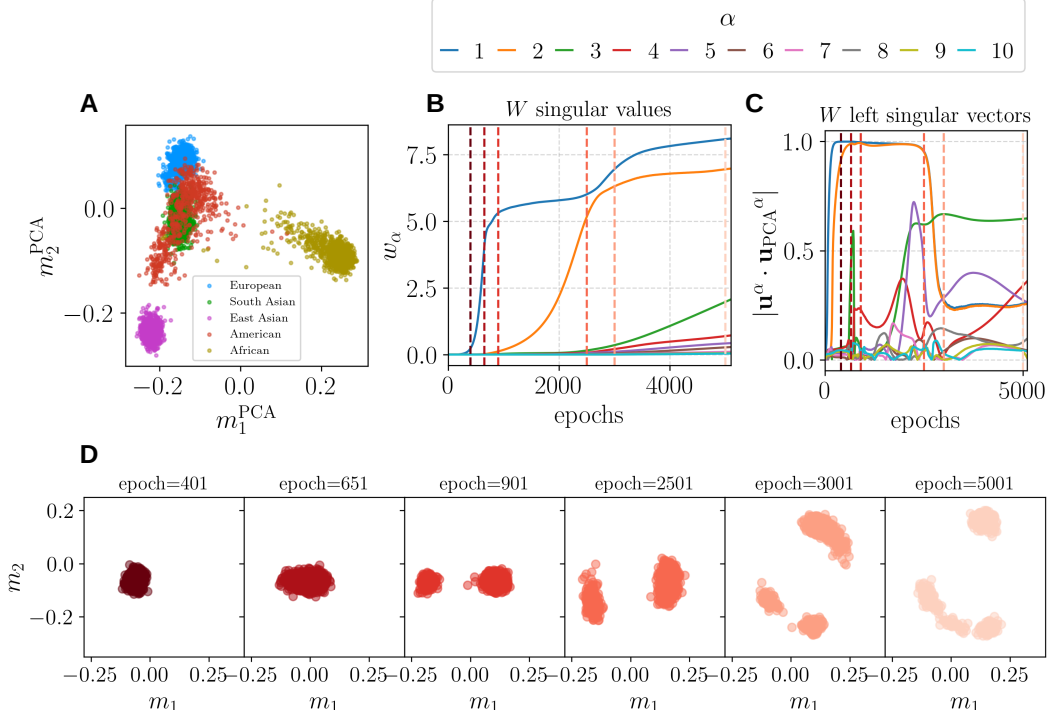 α
1 2 3 4 5 6 7 8 9 10
A
m₂^PCA
0.0
−0.2
European
South Asian
East Asian
American
African
−0.2 0.0 0.2
m₁^PCA
B
W singular values
w_α
7.5
5.0
2.5
0.0
0 2000 4000
epochs
C
W left singular vectors
|u^α · u_PCA^α|
1.0
0.5
0.0
0 5000
epochs
D
epoch=401 epoch=651 epoch=901 epoch=2501 epoch=3001 epoch=5001
m₂
0.2
0.0
−0.2
−0.25 0.00 0.25 −0.25 0.00 0.25 −0.25 0.00 0.25 −0.25 0.00 0.25 −0.25 0.00 0.25 −0.25 0.00 0.25
m₁ m₁ m₁ m₁ m₁ m₁